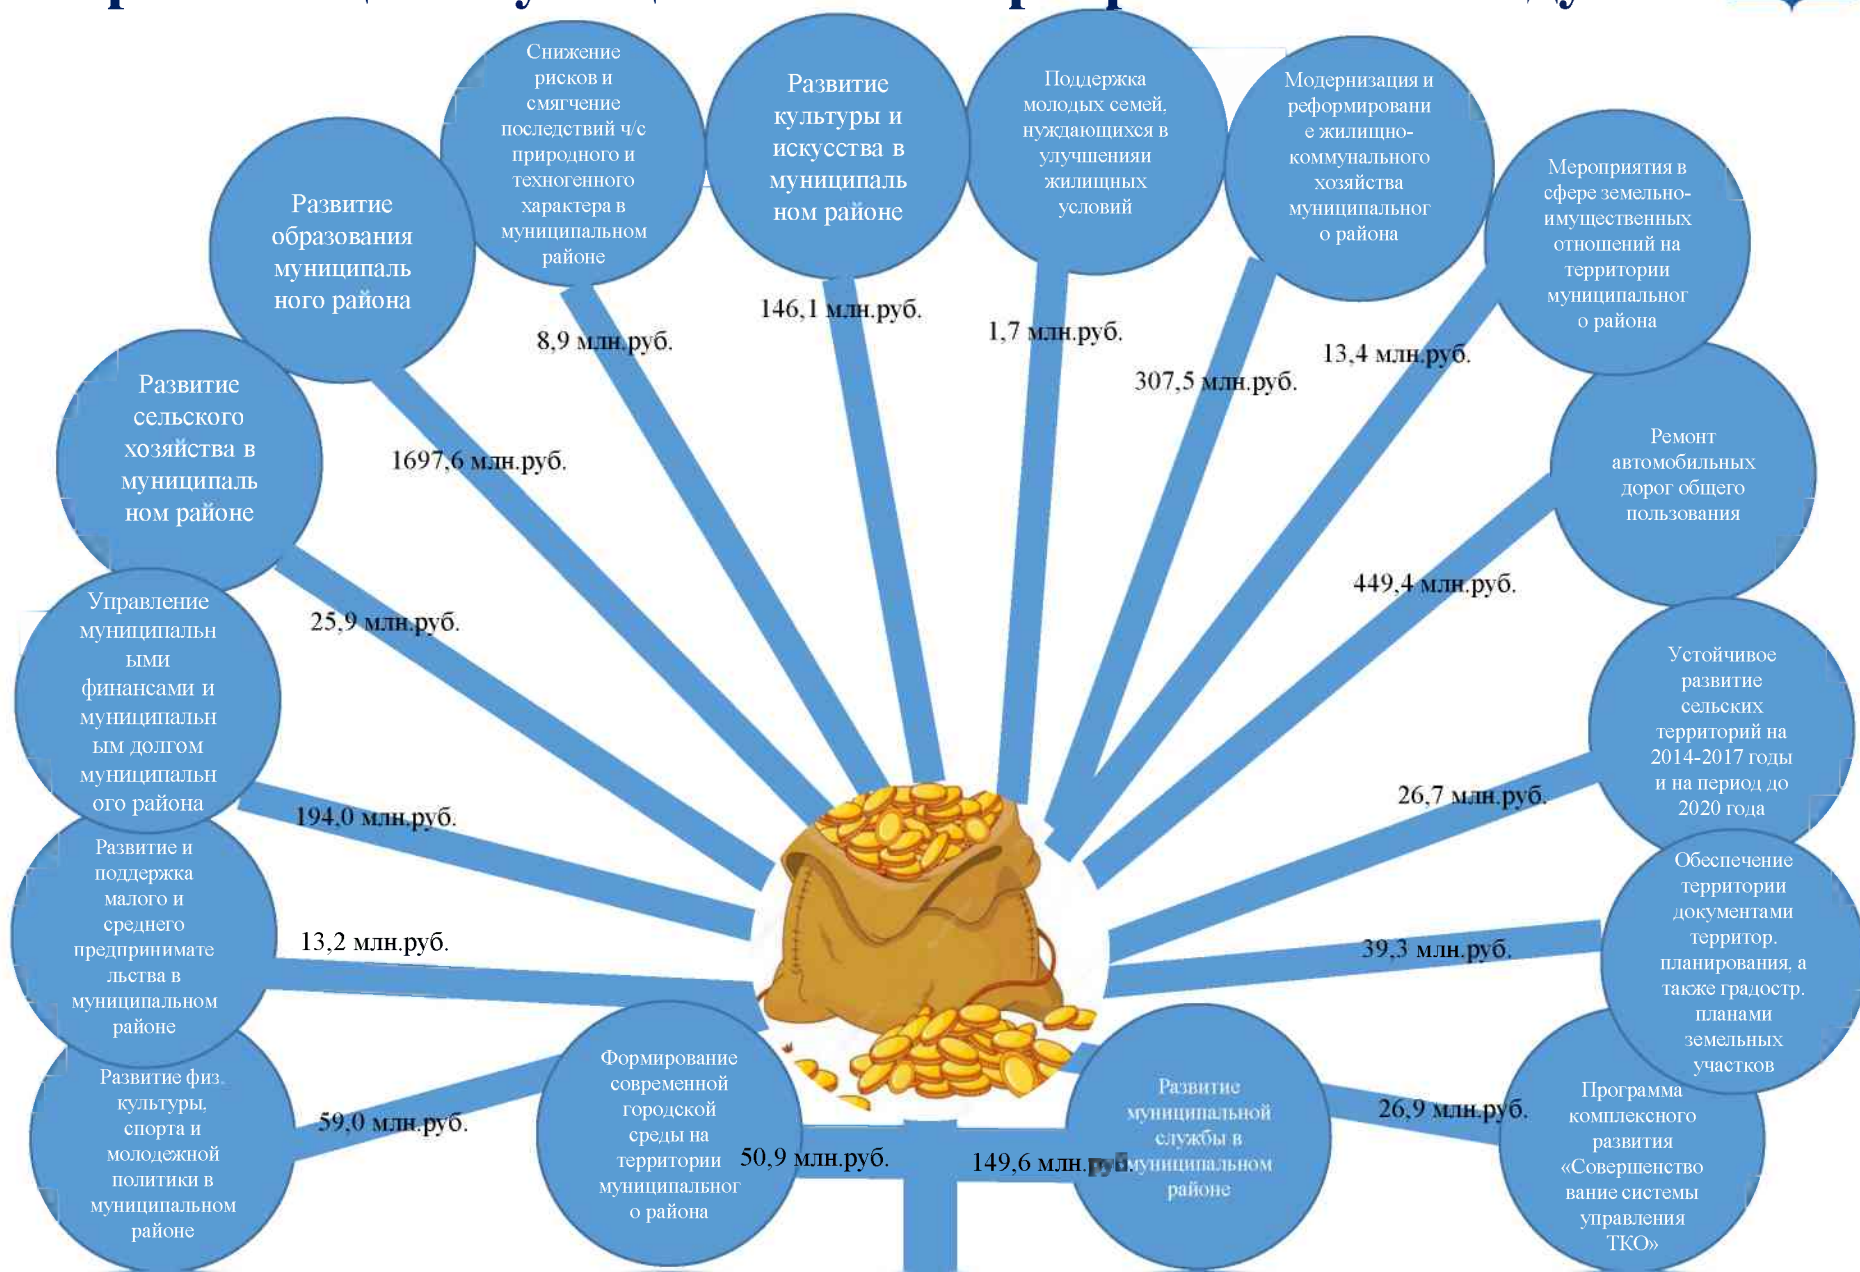 Снижение
рисков и
смягчение
последствий ч/с
природного и
техногенного
характера в
муниципальном
районе
Развитие
культуры и
искусства в
муниципаль
ном районе
Поддержка
молодых семей,
нуждающихся в
улучшенияи
жилищных
условий
Модернизация и
реформировани
е жилищно-
коммунального
хозяйства
муниципальног
о района
Мероприятия в
сфере земельно-
имущественных
отношений на
территории
муниципальног
о района
Развитие
образования
муниципаль
ного района
8,9 млн.руб.
146,1 млн.руб.
1,7 млн.руб.
307,5 млн.руб.
13,4 млн.руб.
Развитие
сельского
хозяйства в
муниципаль
ном районе
1697,6 млн.руб.
Ремонт
автомобильных
дорог общего
пользования
449,4 млн.руб.
Управление
муниципальн
ыми
финансами и
муниципальн
ым долгом
муниципальн
ого района
25,9 млн.руб.
Устойчивое
развитие
сельских
территорий на
2014-2017 годы
и на период до
2020 года
194,0 млн.руб.
26,7 млн.руб.
Развитие и
поддержка
малого и
среднего
предпринимате
льства в
муниципальном
районе
13,2 млн.руб.
39,3 млн.руб.
Обеспечение
территории
документами
территор.
планирования, а
также градостр.
планами
земельных
участков
Развитие физ.
культуры,
спорта и
молодежной
политики в
муниципальном
районе
59,0 млн.руб.
Формирование
современной
городской
среды на
территории
муниципальног
о района
50,9 млн.руб.
149,6 млн.руб.
Развитие
муниципальной
службы в
муниципальном
районе
26,9 млн.руб.
Программа
комплексного
развития
«Совершенство
вание системы
управления
ТКО»